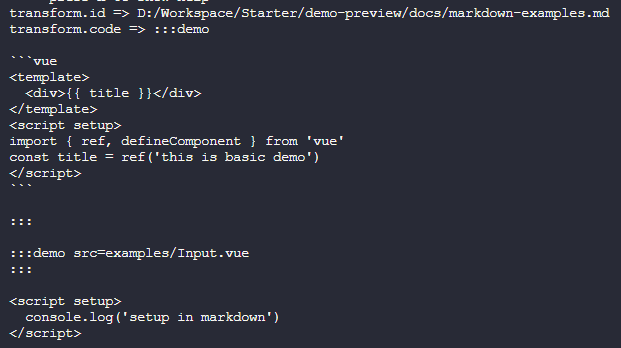 transform.id => D:/Workspace/Starter/demo-preview/docs/markdown-examples.md
transform.code => :::demo
```vue
<template>
  <div>{{ title }}</div>
</template>
<script setup>
import { ref, defineComponent } from 'vue'
const title = ref('this is basic demo')
</script>
```
:::
:::demo src=examples/Input.vue
:::
<script setup>
  console.log('setup in markdown')
</script>